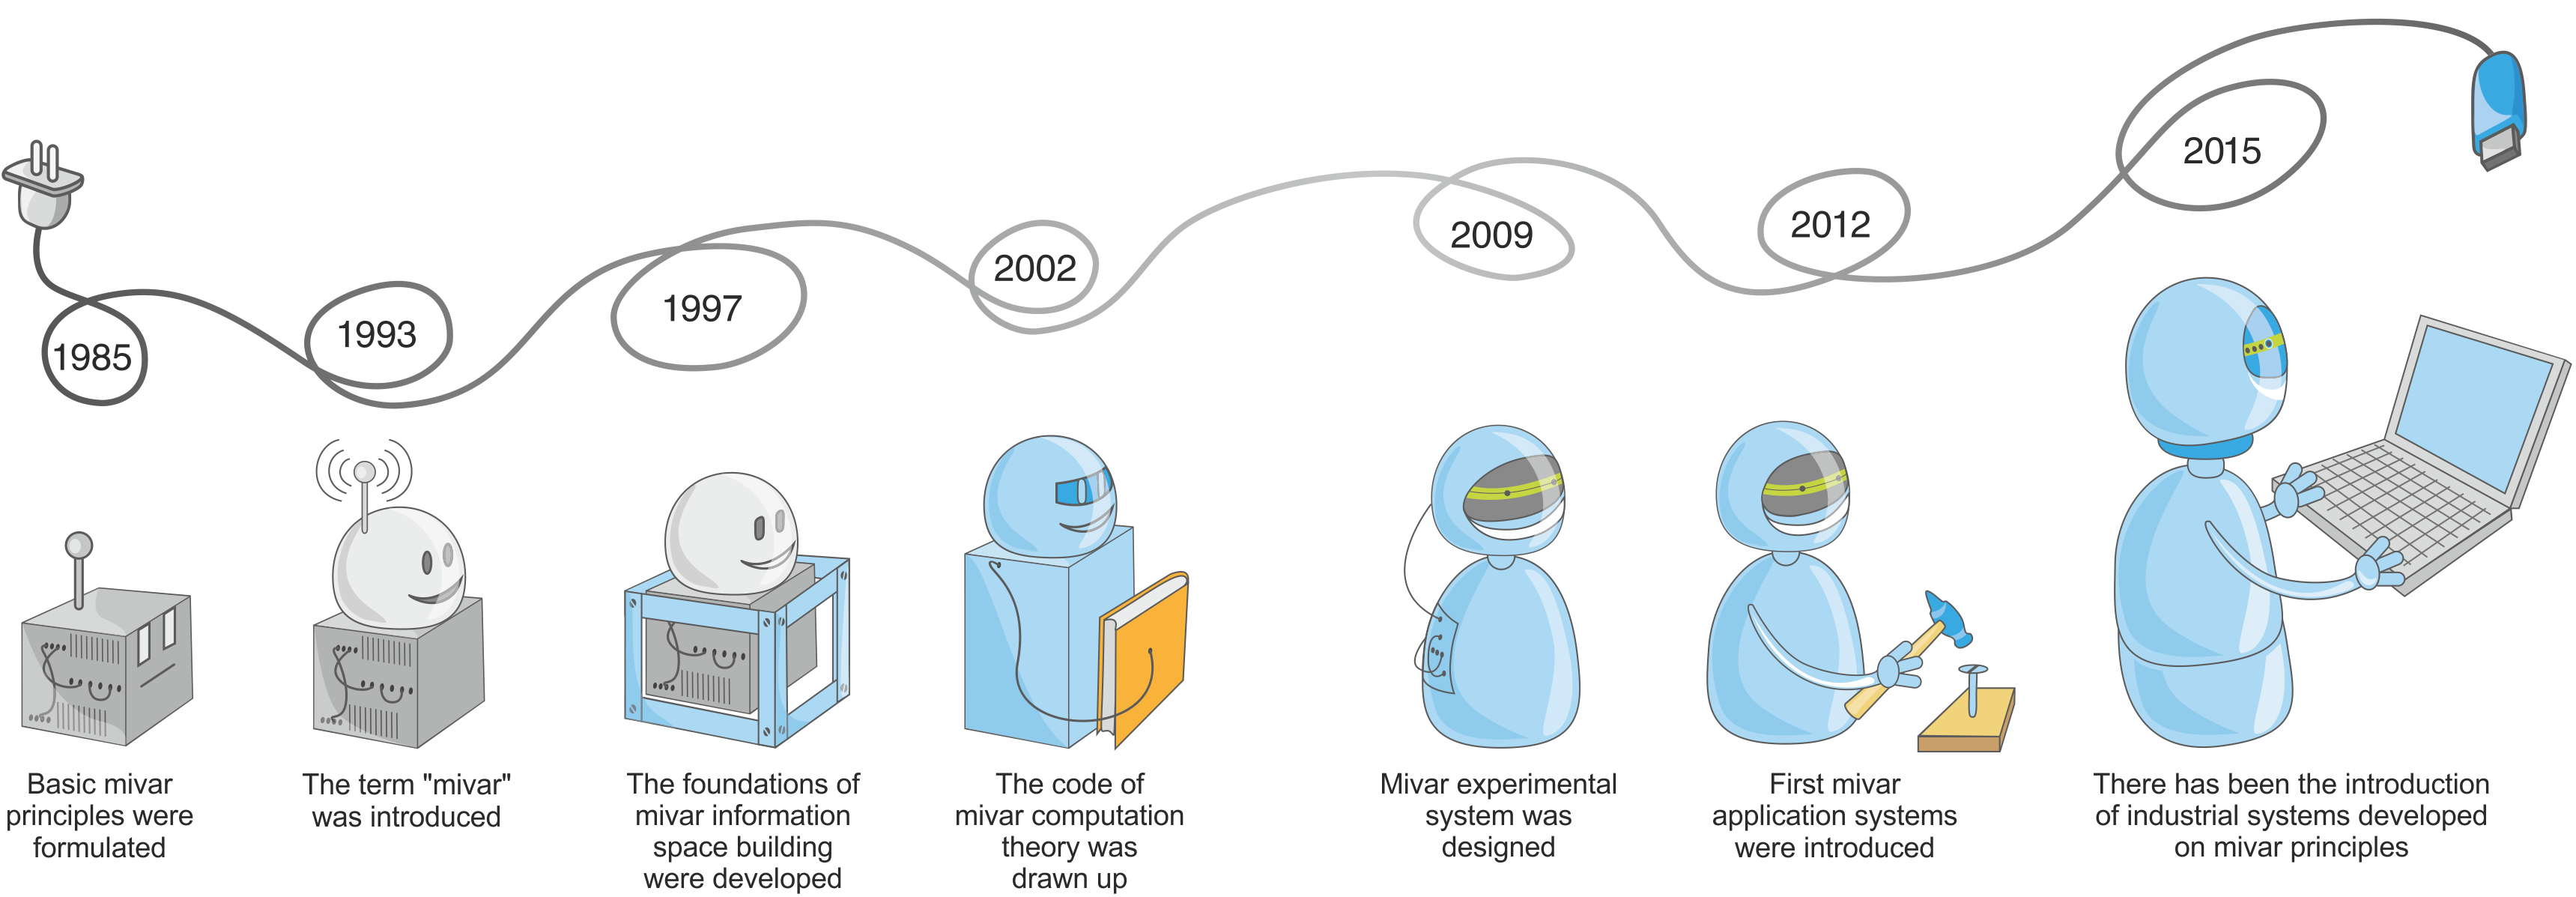 1985
1993
1997
2002
2009
2012
2015
Basic mivar
principles were
formulated
The term "mivar"
was introduced
The foundations of
mivar information
space building
were developed
The code of
mivar computation
theory was
drawn up
Mivar experimental
system was
designed
First mivar
application systems
were introduced
There has been the introduction
of industrial systems developed
on mivar principles